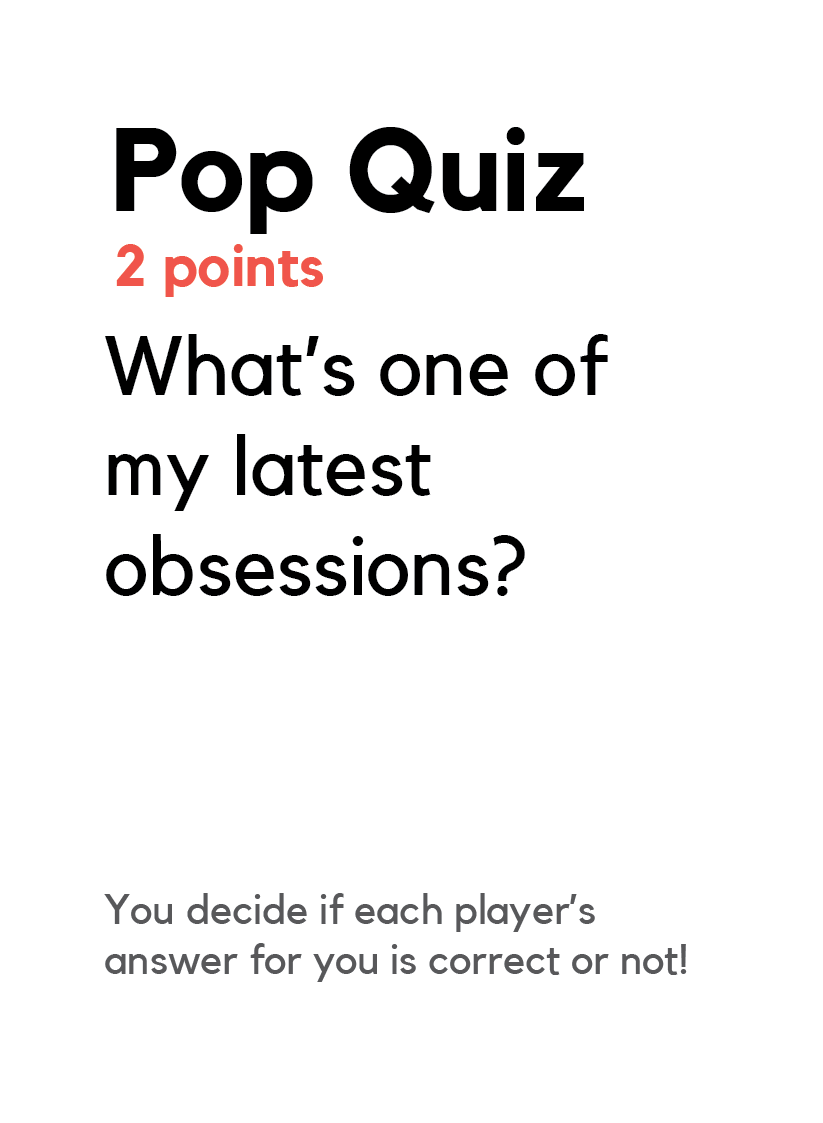 Pop Quiz
2 points
What’s one of
my latest
obsessions?
You decide if each player’s
answer for you is correct or not!